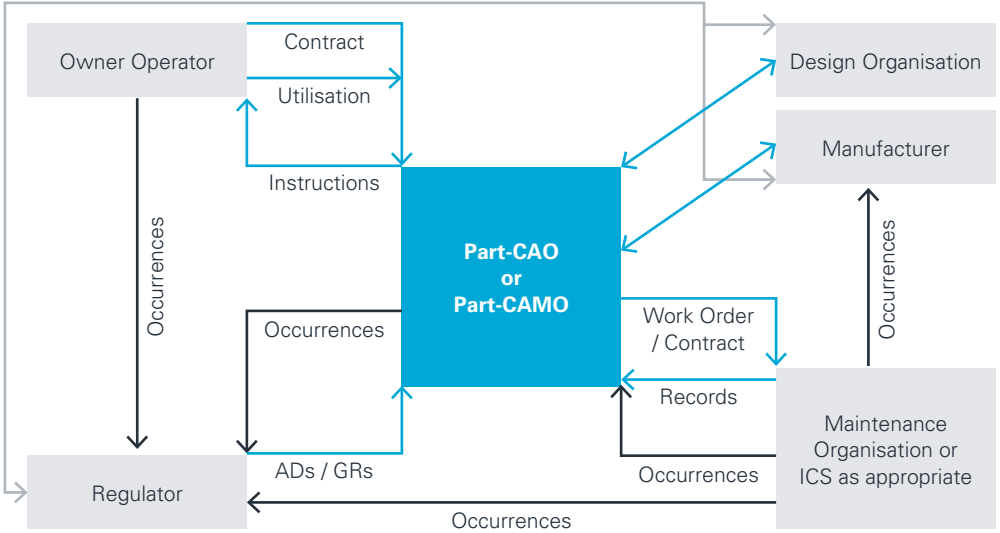 Owner Operator
Contract
Utilisation
Instructions
Design Organisation
Manufacturer
Occurrences
Occurrences
Part-CAO
or
Part-CAMO
Occurrences
Work Order
/ Contract
Records
Maintenance
Organisation or
ICS as appropriate
Regulator
ADs / GRs
Occurrences
Occurrences